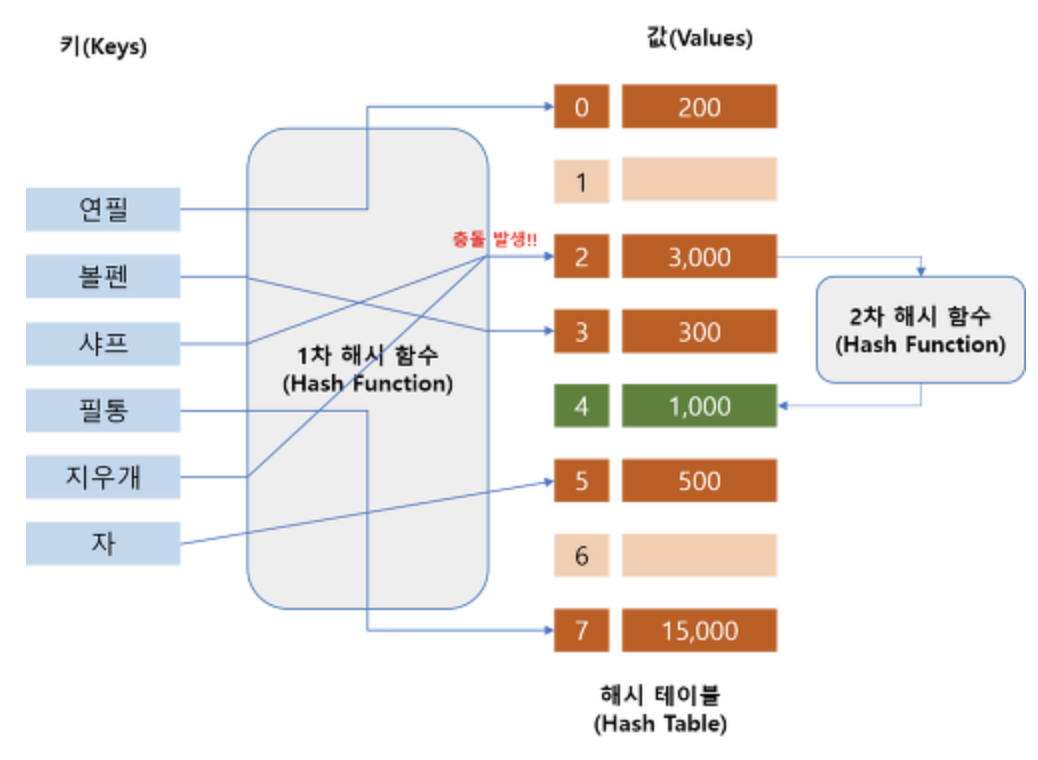 키(Keys)
값(Values)
연필
볼펜
샤프
필통
지우개
자
1차 해시 함수
(Hash Function)
충돌 발생!!
0 200
1
2 3,000
3 300
4 1,000
5 500
6
7 15,000
2차 해시 함수
(Hash Function)
해시 테이블
(Hash Table)